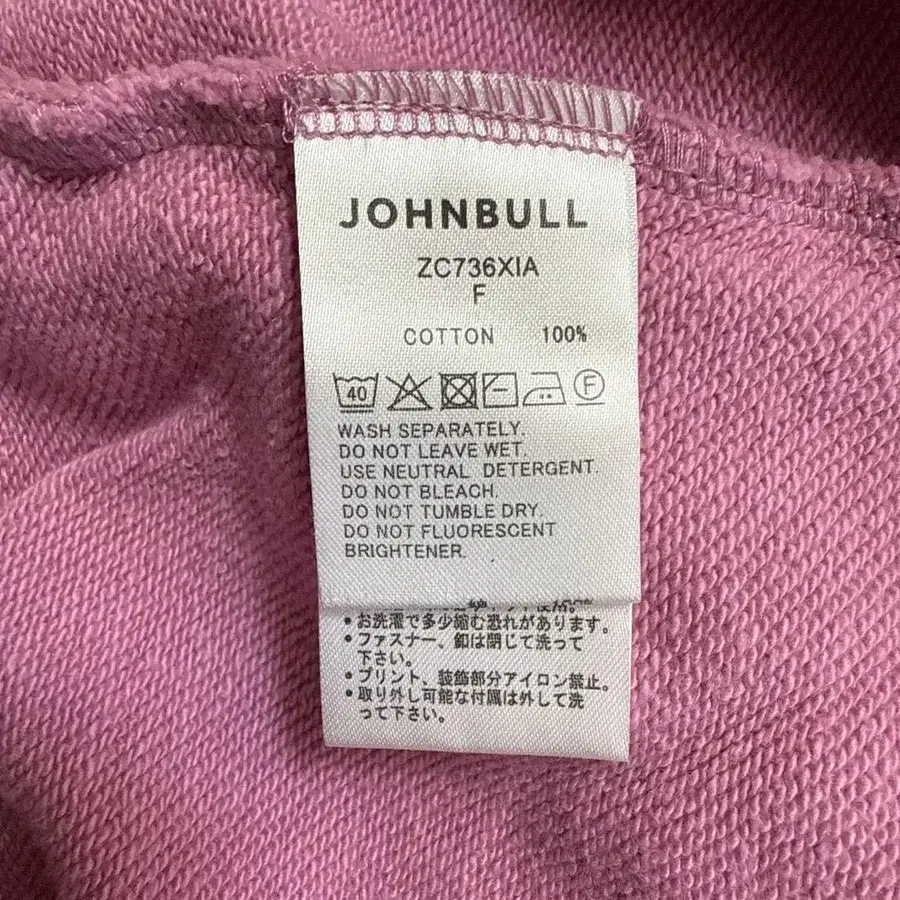 JOHNBULL
ZC736XIA
F
COTTON 100%
40 F
WASH SEPARATELY.
DO NOT LEAVE WET.
USE NEUTRAL DETERGENT.
DO NOT BLEACH.
DO NOT TUMBLE DRY.
DO NOT FLUORESCENT
BRIGHTENER.
・お洗濯で多少縮む恐れがあります。
・ファスナー、釦は閉じて洗って
下さい。
・プリント、装飾部分アイロン禁止。
・取り外し可能な付属は外して洗
って下さい。